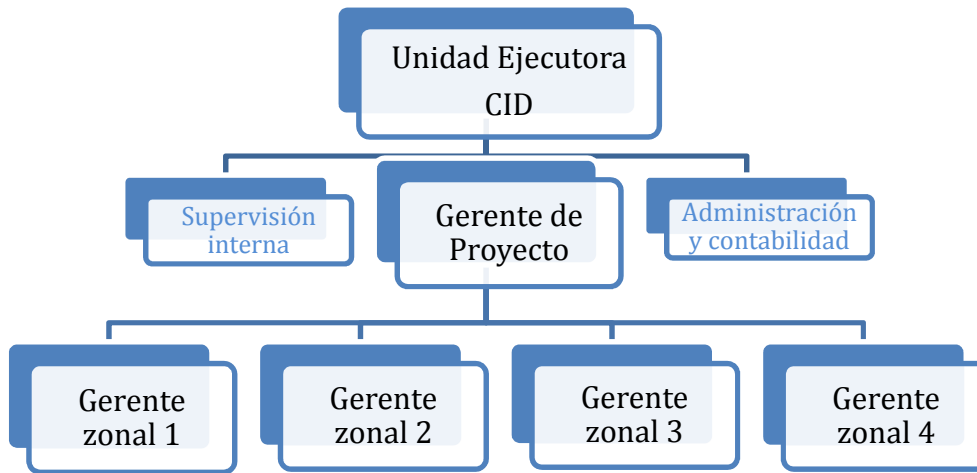 Unidad Ejecutora
CID
Supervisión
interna
Gerente de
Proyecto
Administración
y contabilidad
Gerente
zonal 1
Gerente
zonal 2
Gerente
zonal 3
Gerente
zonal 4